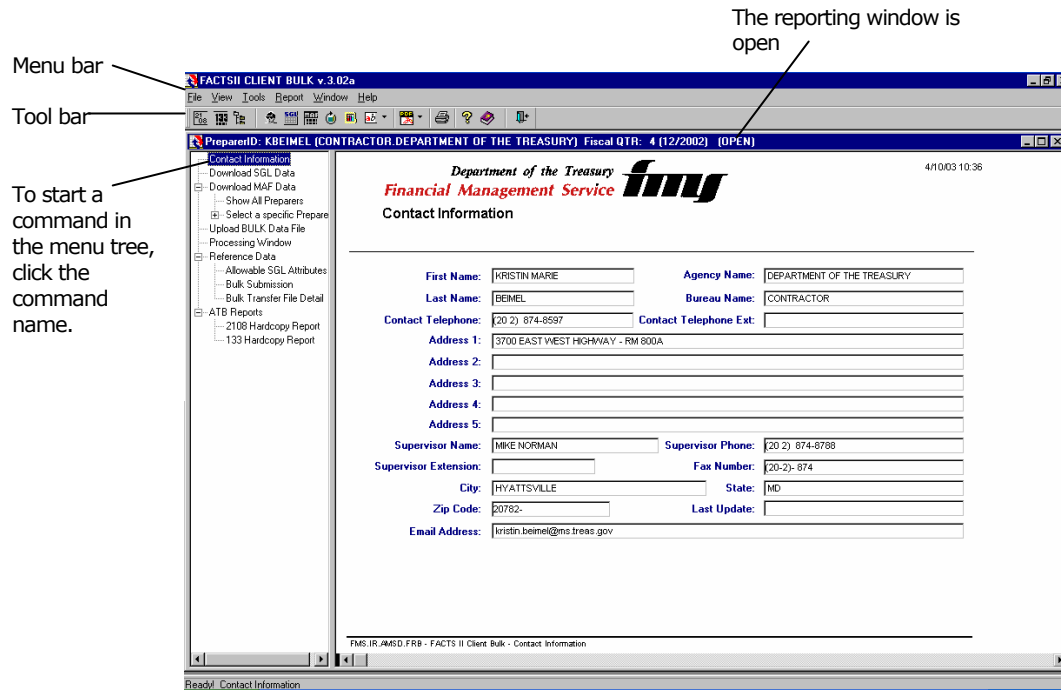 The reporting window is
open
Menu bar
Tool bar
To start a
command in
the menu tree,
click the
command
name.
FACTSII CLIENT BULK v.3.02a
File View Tools Report Window Help
PreparerID: KBEIMEL (CONTRACTOR.DEPARTMENT OF THE TREASURY) Fiscal QTR: 4 (12/2002) (OPEN)
Contact Information
Download SGL Data
Download MAF Data
Show All Preparers
Select a specific Prepare
Upload BULK Data File
Processing Window
Reference Data
Allowable SGL Attributes
Bulk Submission
Bulk Transfer File Detail
ATB Reports
2108 Hardcopy Report
133 Hardcopy Report
Department of the Treasury
Financial Management Service
fms
4/10/03 10:36
Contact Information
First Name: KRISTIN MARIE Agency Name: DEPARTMENT OF THE TREASURY
Last Name: BEIMEL Bureau Name: CONTRACTOR
Contact Telephone: (20 2) 874-8597 Contact Telephone Ext:
Address 1: 3700 EAST WEST HIGHWAY - RM 800A
Address 2:
Address 3:
Address 4:
Address 5:
Supervisor Name: MIKE NORMAN Supervisor Phone: (20 2) 874-8788
Supervisor Extension: Fax Number: (20-2)- 874
City: HYATTSVILLE State: MD
Zip Code: 20782- Last Update:
Email Address: kristin.beimel@fms.treas.gov
FMS.IR.AMSD.FRB - FACTS II Client Bulk - Contact Information
Ready! Contact Information